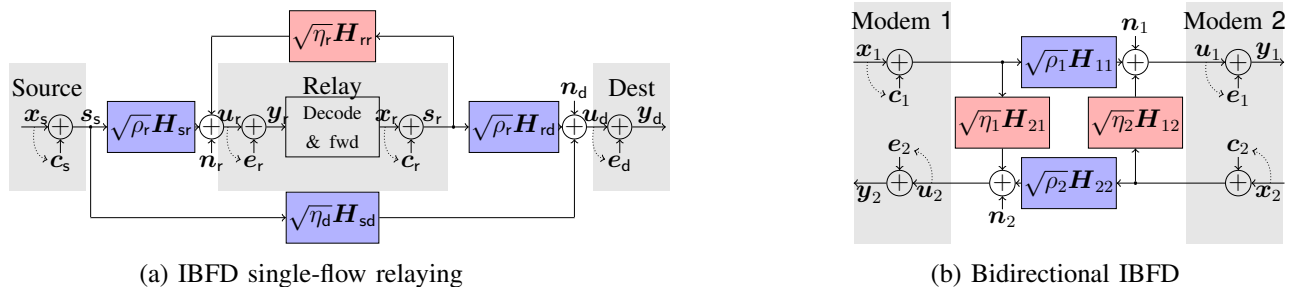 √η_r H_rr
Source
Relay
Dest
x_s
s_s
√ρ_r H_sr
u_r
y_r
Decode
& fwd
x_r
s_r
√ρ_r H_rd
n_d
u_d
y_d
c_s
n_r
e_r
c_r
e_d
√η_d H_sd
(a) IBFD single-flow relaying
Modem 1
n_1
Modem 2
x_1
√ρ_1 H_11
u_1
y_1
c_1
e_1
√η_1 H_21
√η_2 H_12
e_2
c_2
y_2
u_2
√ρ_2 H_22
x_2
n_2
(b) Bidirectional IBFD